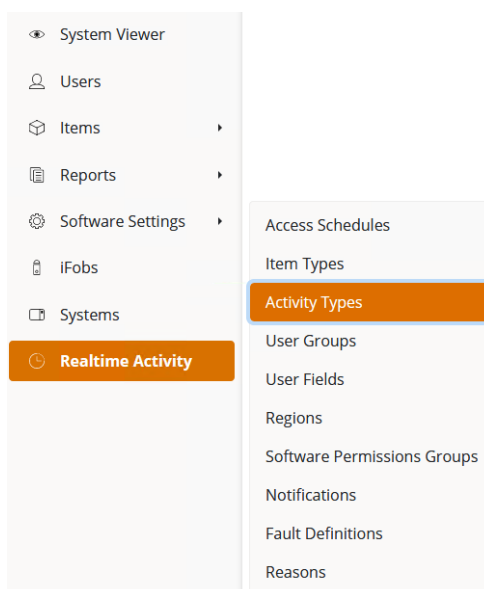 System Viewer
Users
Items
Reports
Software Settings
iFobs
Systems
Realtime Activity
Access Schedules
Item Types
Activity Types
User Groups
User Fields
Regions
Software Permissions Groups
Notifications
Fault Definitions
Reasons